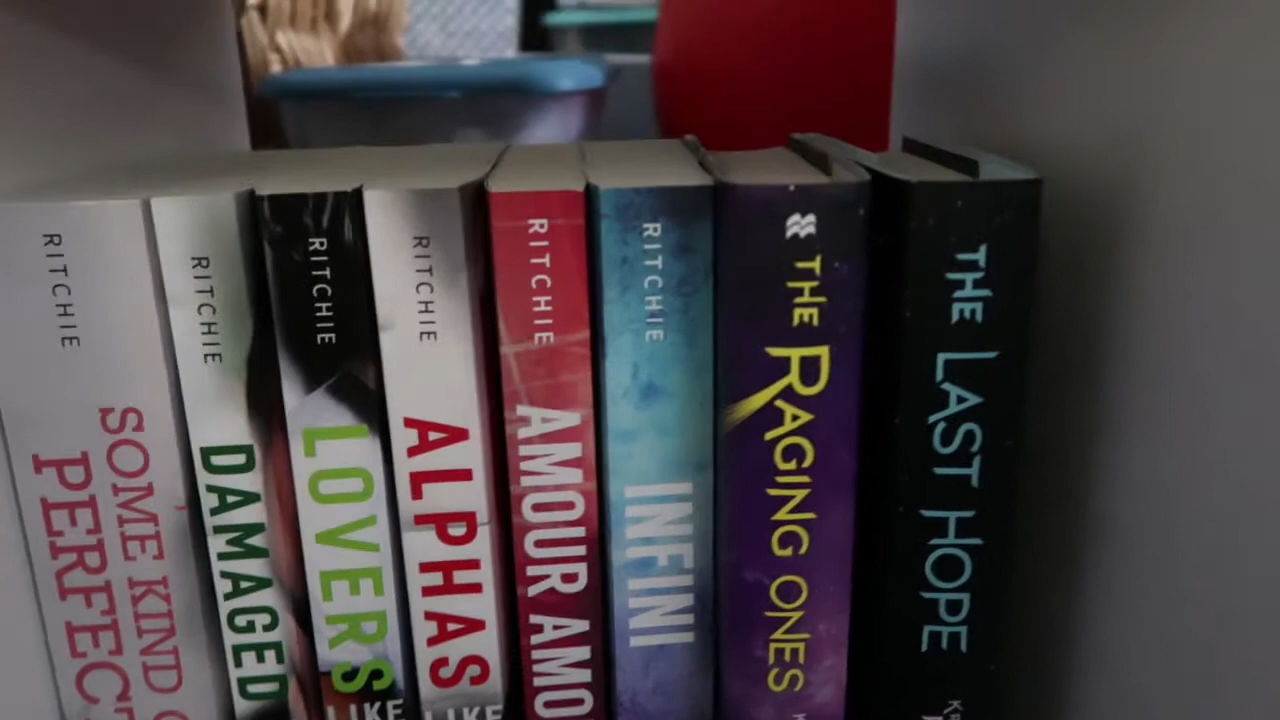 RITCHIE
SOME KIND
PERFEC
RITCHIE
DAMAGED
RITCHIE
LOVERS
LIKE
RITCHIE
ALPHAS
LIKE
RITCHIE
AMOUR AMO
RITCHIE
INFINI
THE RAGING ONES
K
THE LAST HOPE
KR